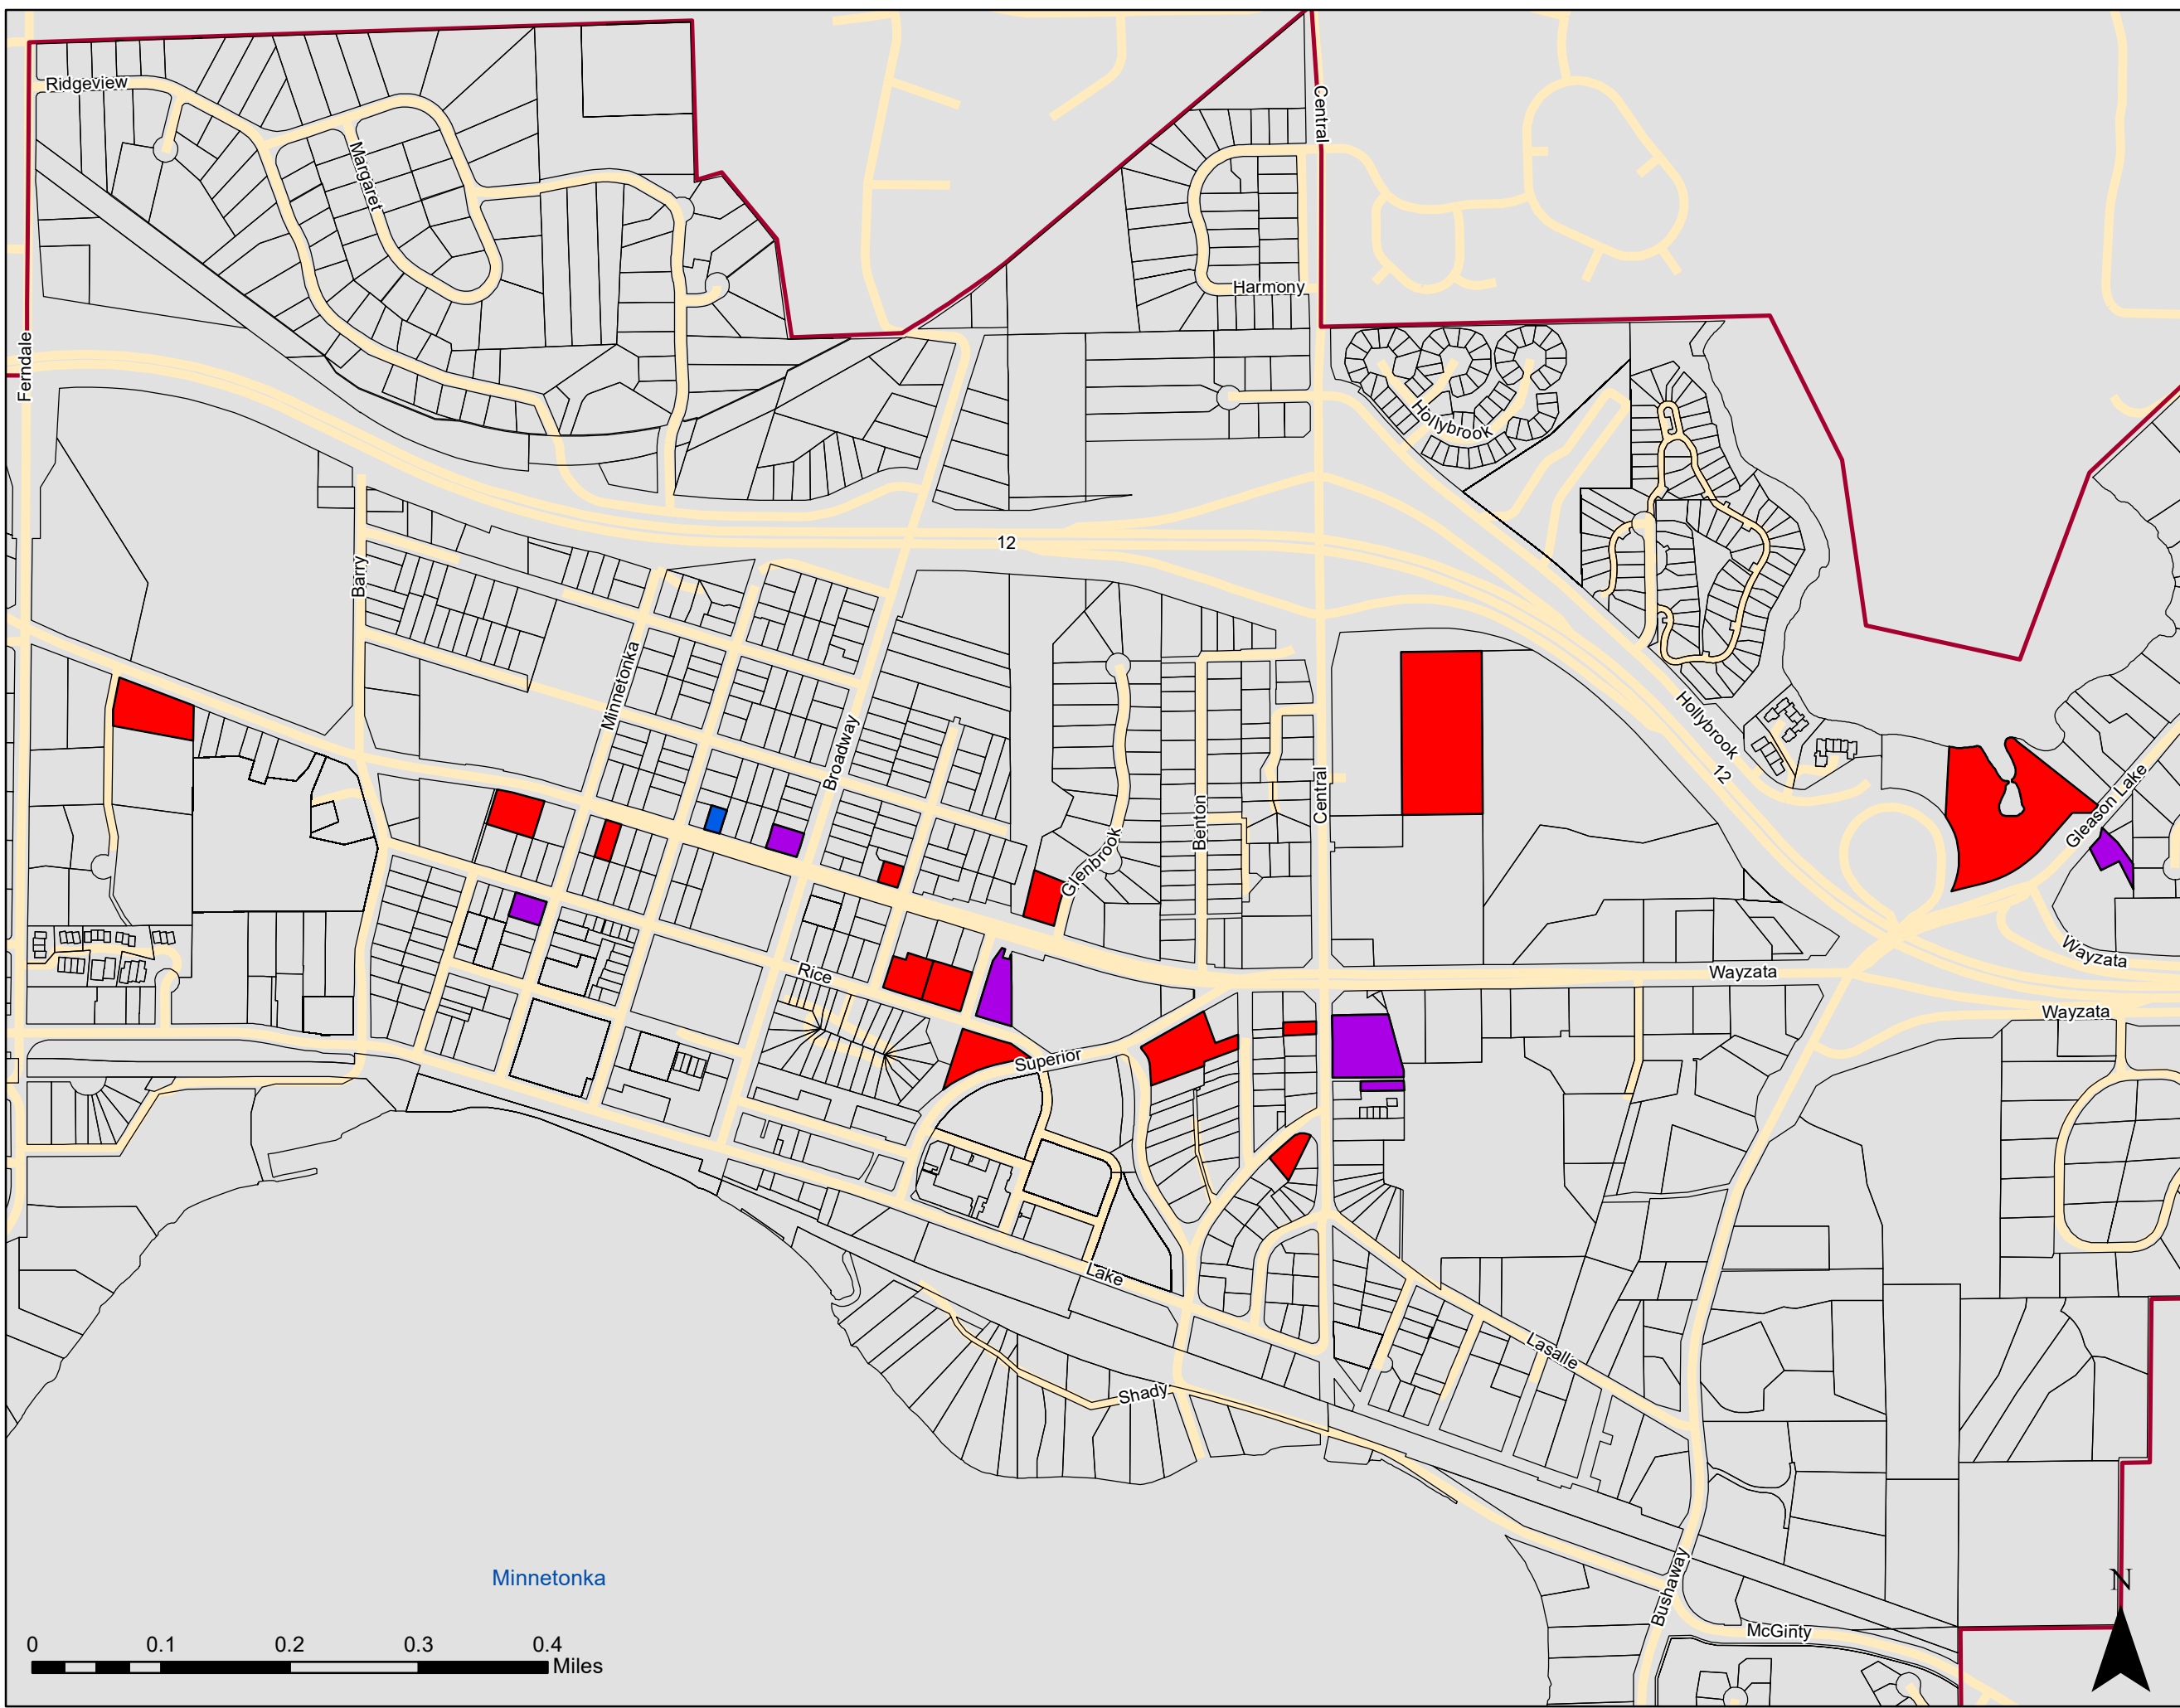 Ridgeview
Margaret
Central
Harmony
Ferndale
Hollybrook
12
Barry
Minnetonka
Broadway
Hollybrook
12
Central
Benton
Glenbrook
Gleason Lake
Wayzata
Rice
Wayzata
Wayzata
Superior
Lake
Lasalle
Shady
Bushaway
McGinty
Minnetonka
N
0 0.1 0.2 0.3 0.4
Miles